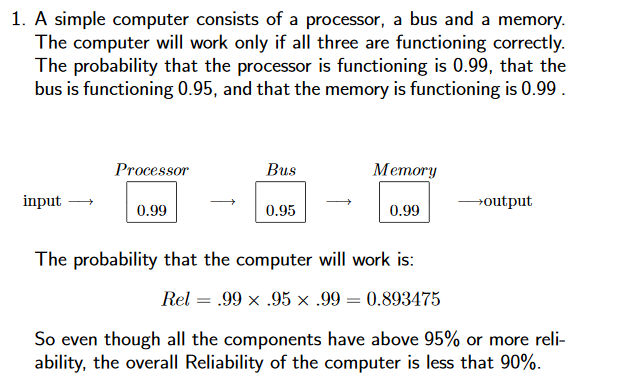 1. A simple computer consists of a processor, a bus and a memory.
The computer will work only if all three are functioning correctly.
The probability that the processor is functioning is 0.99, that the
bus is functioning 0.95, and that the memory is functioning is 0.99 .
Processor Bus Memory
input ⟶ 0.99 ⟶ 0.95 ⟶ 0.99 ⟶output
The probability that the computer will work is:
Rel = .99 × .95 × .99 = 0.893475
So even though all the components have above 95% or more reli-
ability, the overall Reliability of the computer is less that 90%.